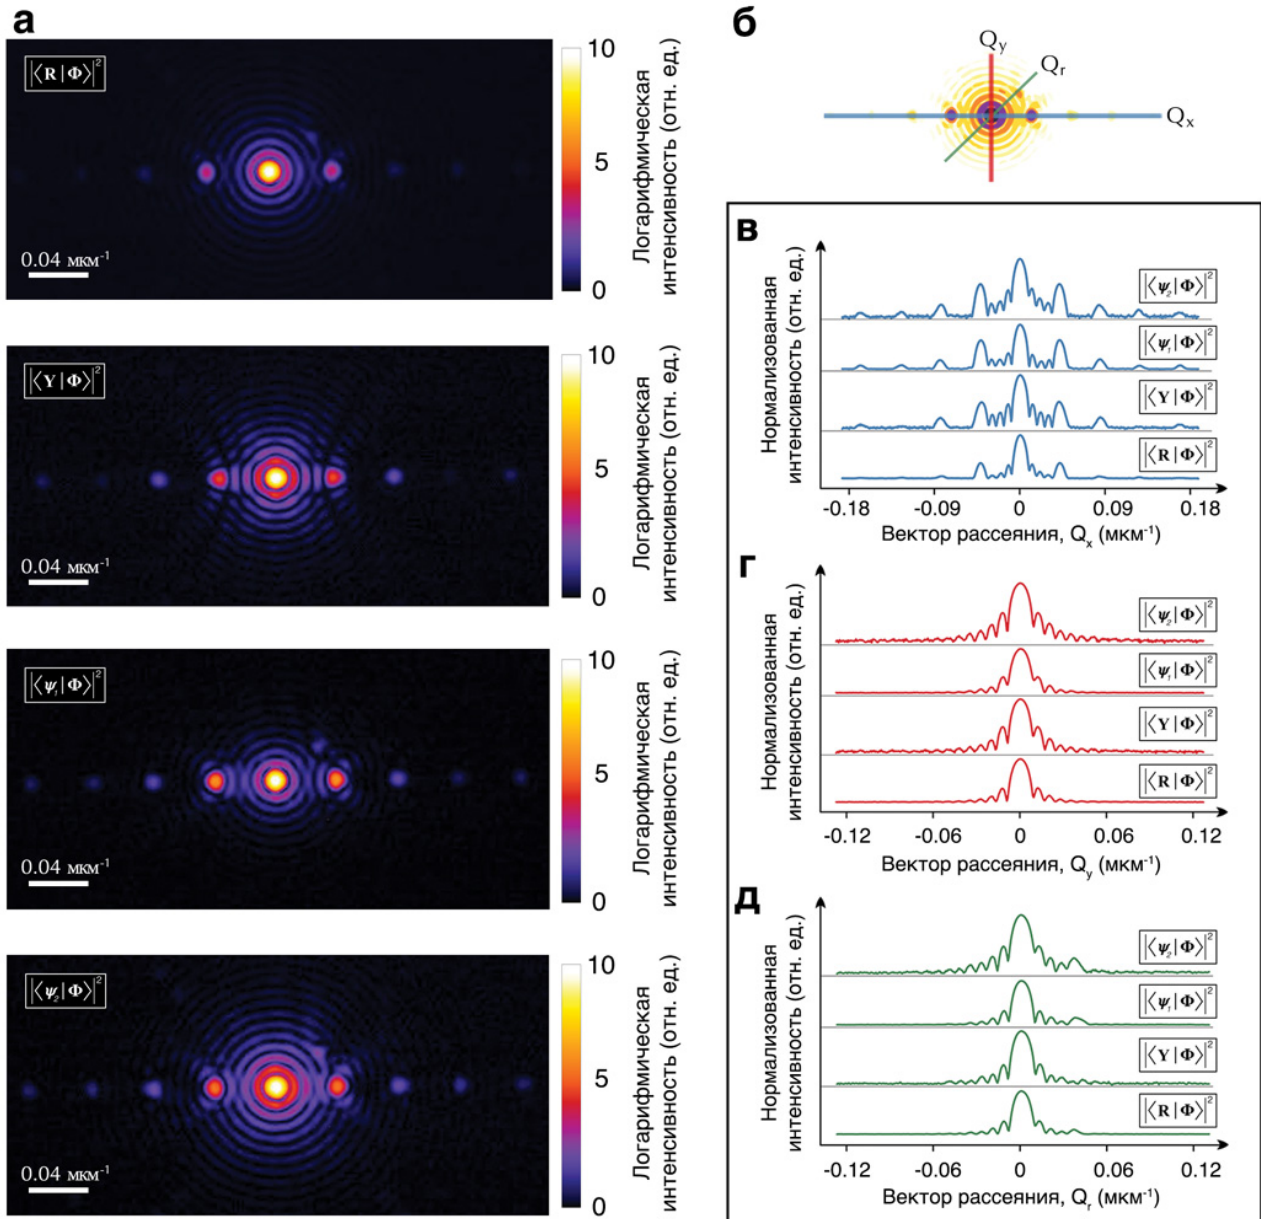 а
|⟨R|Φ⟩|²
10
5
0
Логарифмическая
интенсивность (отн. ед.)
0.04 мкм⁻¹
|⟨Y|Φ⟩|²
10
5
0
Логарифмическая
интенсивность (отн. ед.)
0.04 мкм⁻¹
|⟨ψ₁|Φ⟩|²
10
5
0
Логарифмическая
интенсивность (отн. ед.)
0.04 мкм⁻¹
|⟨ψ₂|Φ⟩|²
10
5
0
Логарифмическая
интенсивность (отн. ед.)
0.04 мкм⁻¹
б
Qy
Qr
Qx
в
Нормализованная
интенсивность (отн. ед.)
|⟨ψ₂|Φ⟩|²
|⟨ψ₁|Φ⟩|²
|⟨Y|Φ⟩|²
|⟨R|Φ⟩|²
-0.18 -0.09 0 0.09 0.18
Вектор рассеяния, Qx (мкм⁻¹)
г
Нормализованная
интенсивность (отн. ед.)
|⟨ψ₂|Φ⟩|²
|⟨ψ₁|Φ⟩|²
|⟨Y|Φ⟩|²
|⟨R|Φ⟩|²
-0.12 -0.06 0 0.06 0.12
Вектор рассеяния, Qy (мкм⁻¹)
д
Нормализованная
интенсивность (отн. ед.)
|⟨ψ₂|Φ⟩|²
|⟨ψ₁|Φ⟩|²
|⟨Y|Φ⟩|²
|⟨R|Φ⟩|²
-0.12 -0.06 0 0.06 0.12
Вектор рассеяния, Qr (мкм⁻¹)